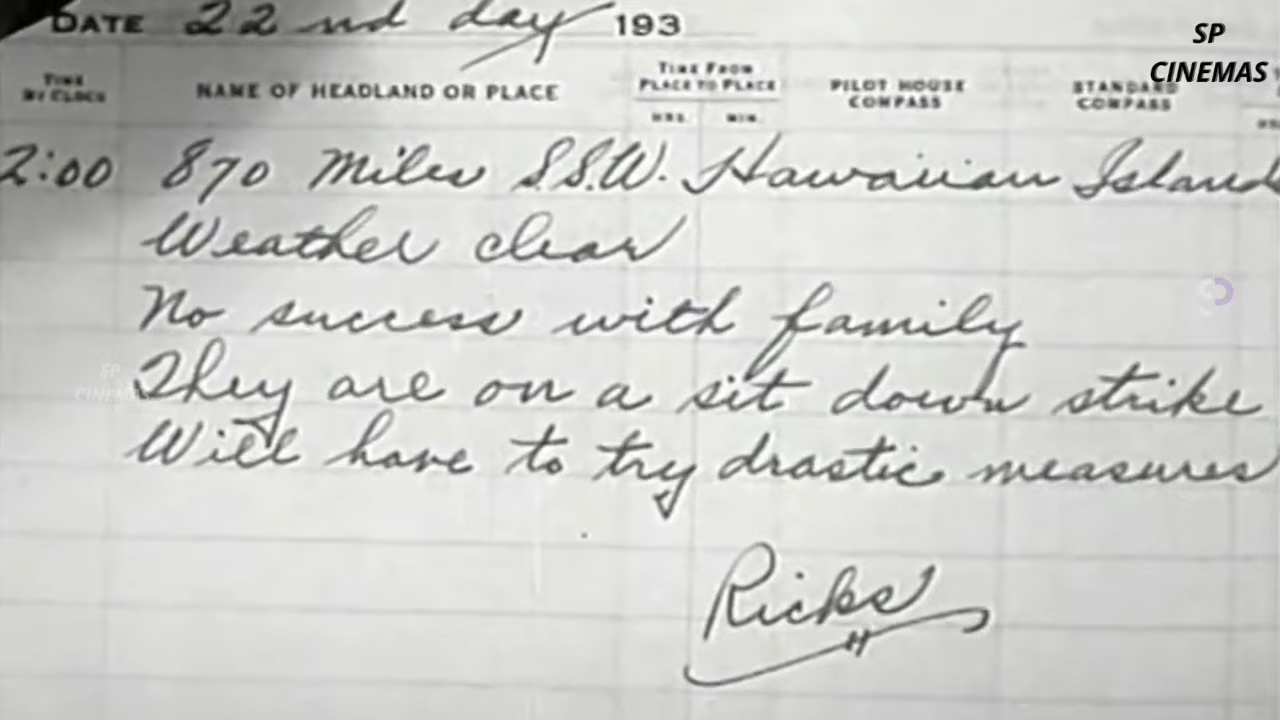 DATE 22nd day 193
SP
CINEMAS
TIME
BY CLOCK
NAME OF HEADLAND OR PLACE
TIME FROM
PLACE TO PLACE
HRS. MIN.
PILOT HOUSE
COMPASS
STANDARD
COMPASS
2:00 870 Miles S.S.W. Hawaiian Island
Weather clear
No success with family
SP
CINEMA
They are on a sit down strike
Will have to try drastic measures
Ricks